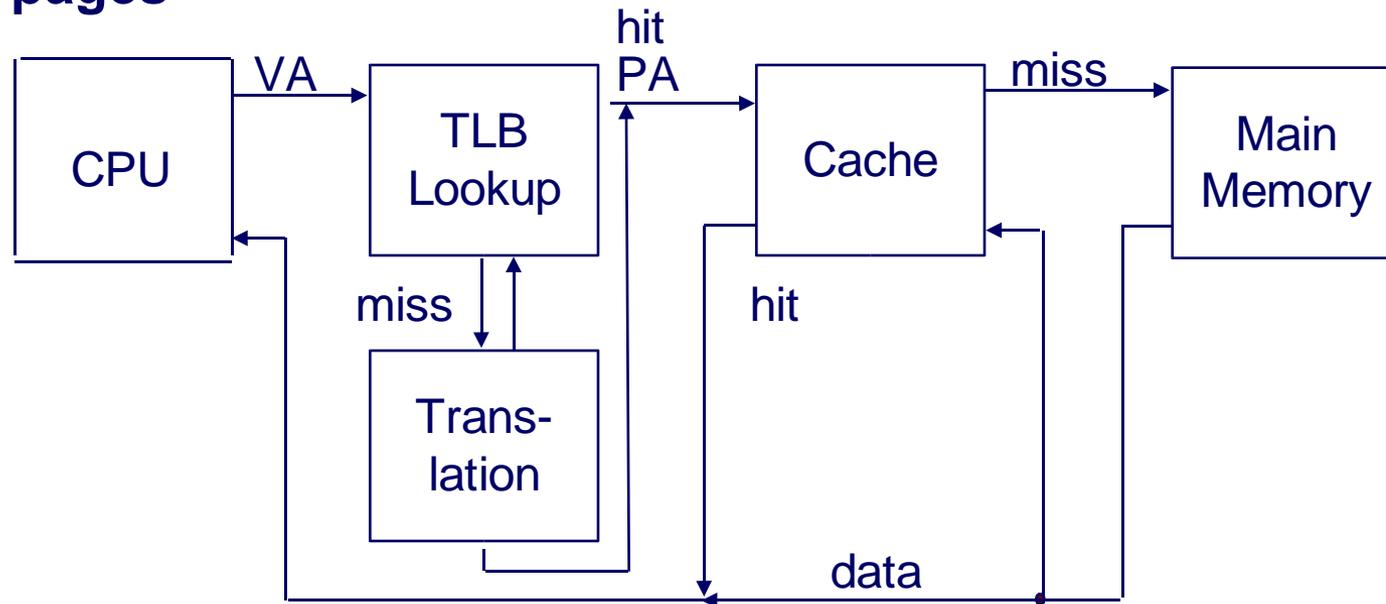 pages
hit
VA
PA
miss
CPU
TLB
Lookup
Cache
Main
Memory
miss
hit
Trans-
lation
data